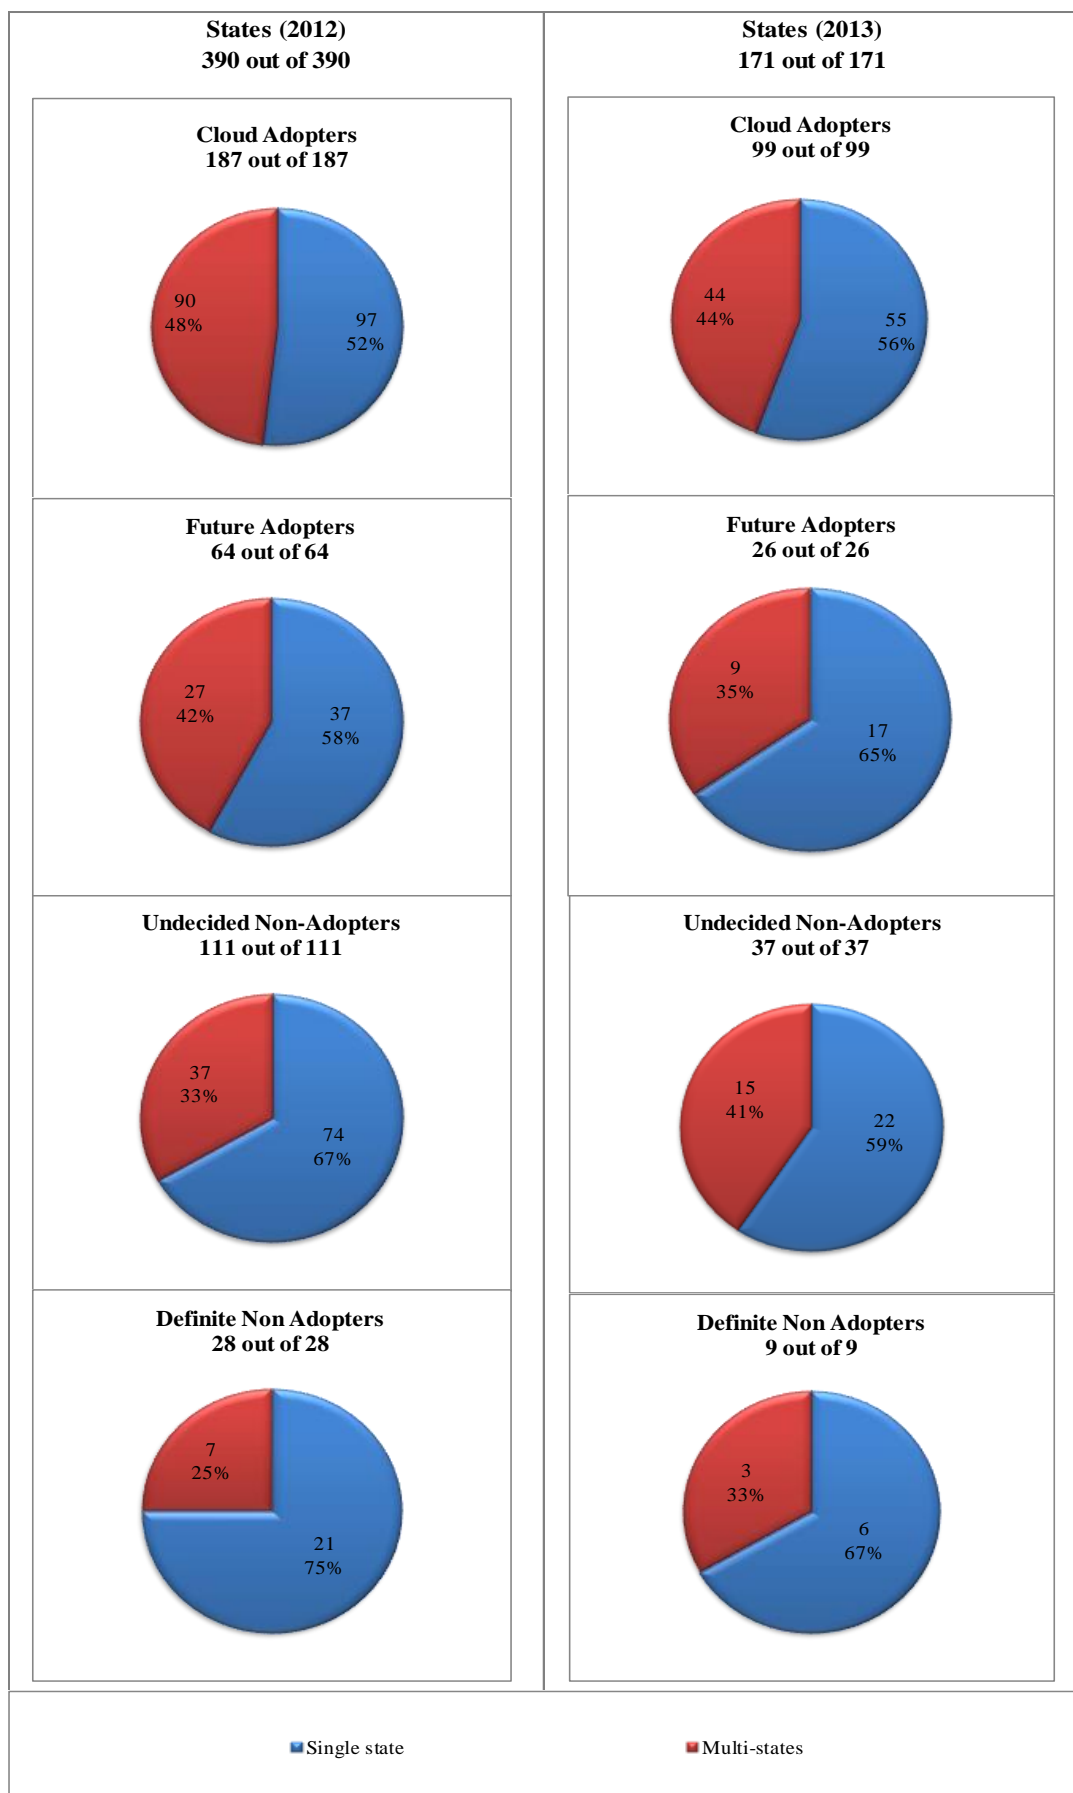 States (2012)
390 out of 390
Cloud Adopters
187 out of 187
90
48%
97
52%
Future Adopters
64 out of 64
27
42%
37
58%
Undecided Non-Adopters
111 out of 111
37
33%
74
67%
Definite Non Adopters
28 out of 28
7
25%
21
75%
States (2013)
171 out of 171
Cloud Adopters
99 out of 99
44
44%
55
56%
Future Adopters
26 out of 26
9
35%
17
65%
Undecided Non-Adopters
37 out of 37
15
41%
22
59%
Definite Non Adopters
9 out of 9
3
33%
6
67%
Single state
Multi-states